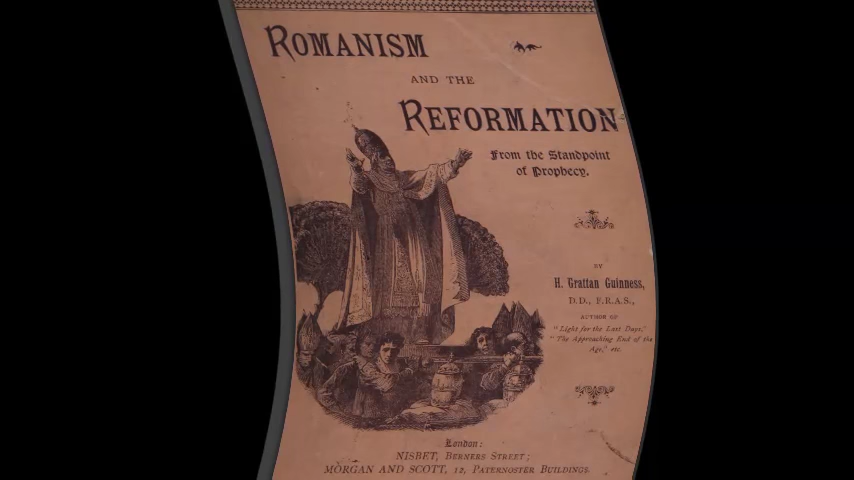 ROMANISM
AND THE
REFORMATION
From the Standpoint
of Prophecy.
BY
H. Grattan Guinness,
D.D., F.R.A.S.,
AUTHOR OF
"Light for the Last Days,"
"The Approaching End of the
Age," etc.
London:
NISBET, BERNERS STREET;
MORGAN AND SCOTT, 12, PATERNOSTER BUILDINGS.